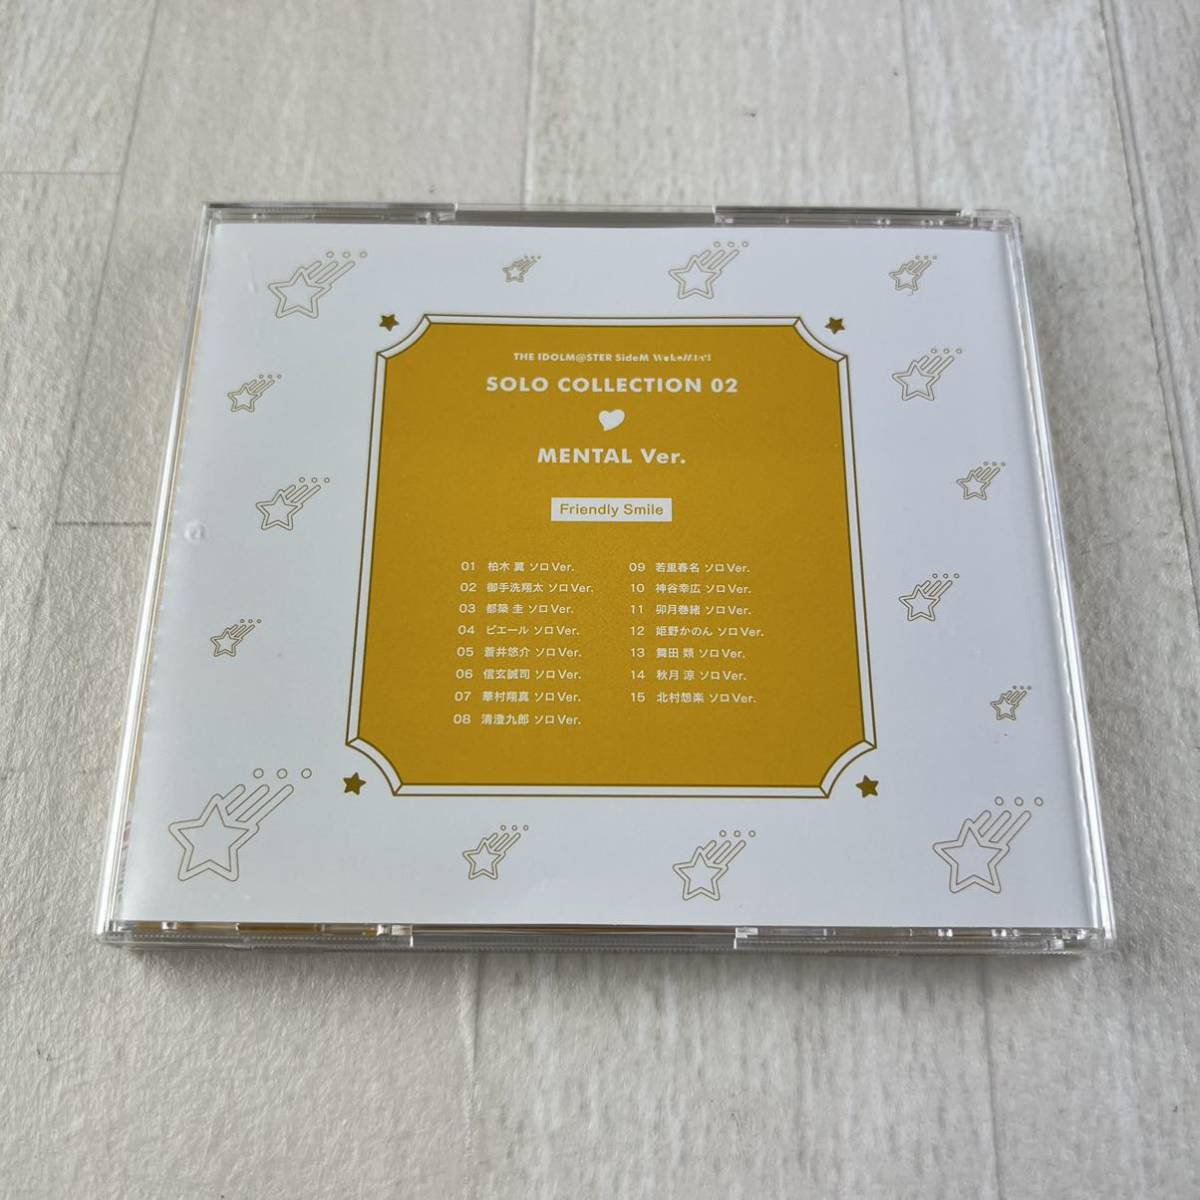 THE IDOLM@STER SideM WakeMini!
SOLO COLLECTION 02
MENTAL Ver.
Friendly Smile
01 柏木 翼 ソロVer.
02 御手洗翔太 ソロVer.
03 都築 圭 ソロVer.
04 ピエール ソロVer.
05 蒼井悠介 ソロVer.
06 信玄誠司 ソロVer.
07 華村翔真 ソロVer.
08 清澄九郎 ソロVer.
09 若里春名 ソロVer.
10 神谷幸広 ソロVer.
11 卯月巻緒 ソロVer.
12 姫野かのん ソロVer.
13 舞田 類 ソロVer.
14 秋月 涼 ソロVer.
15 北村想楽 ソロVer.